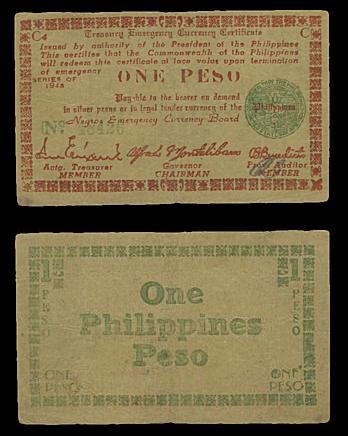 C4 Treasury Emergency Currency Certificate C
Issued by authority of the President of the Philippines
This certifies that the Commonwealth of the Philippines
will redeem this certificate at face value upon termination
of emergency
SERIES OF
1943
ONE PESO
Payable to the bearer on demand
in silver pesos or in legal tender currency of the Philippines
Negros Emergency Currency Board
No
Actg. Treasurer Governor Prov. Auditor
MEMBER CHAIRMAN MEMBER
1 1
PESO PESO
One
Philippines
Peso
ONE ONE
PESO PESO